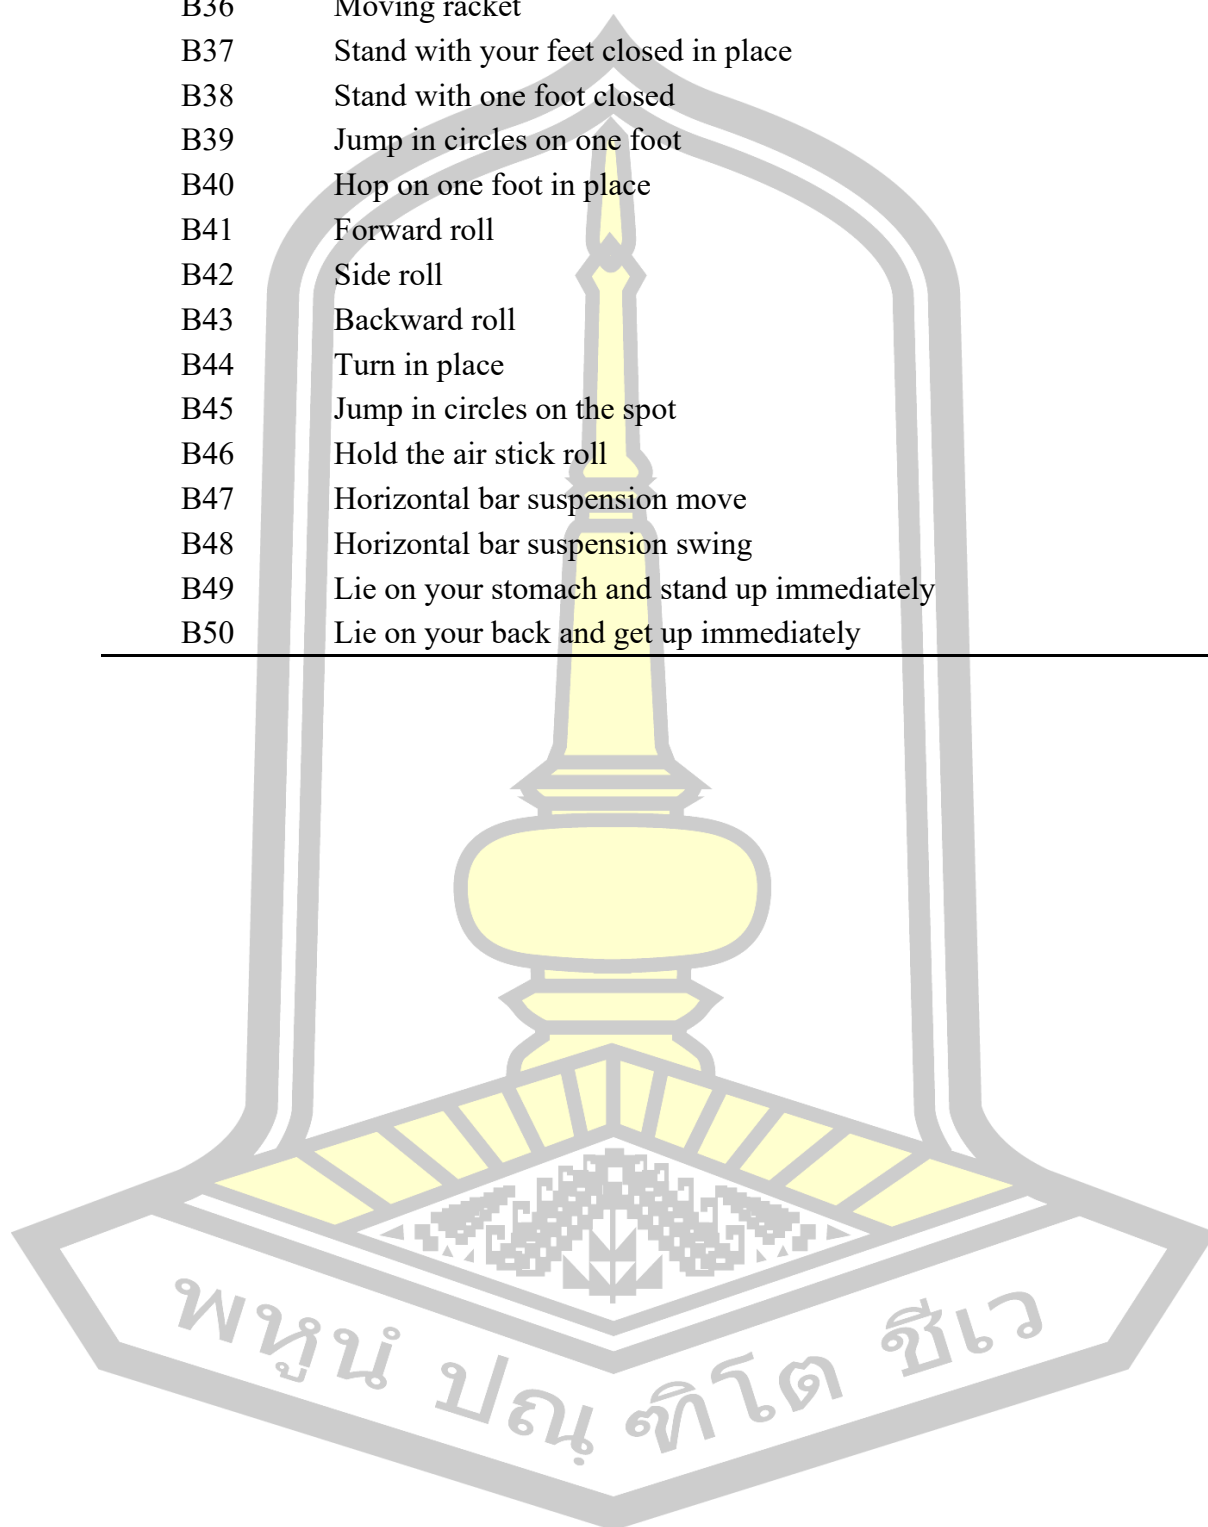 B36 Moving racket
B37 Stand with your feet closed in place
B38 Stand with one foot closed
B39 Jump in circles on one foot
B40 Hop on one foot in place
B41 Forward roll
B42 Side roll
B43 Backward roll
B44 Turn in place
B45 Jump in circles on the spot
B46 Hold the air stick roll
B47 Horizontal bar suspension move
B48 Horizontal bar suspension swing
B49 Lie on your stomach and stand up immediately
B50 Lie on your back and get up immediately
พหูนํ ปณฺฑิโต ชีเว